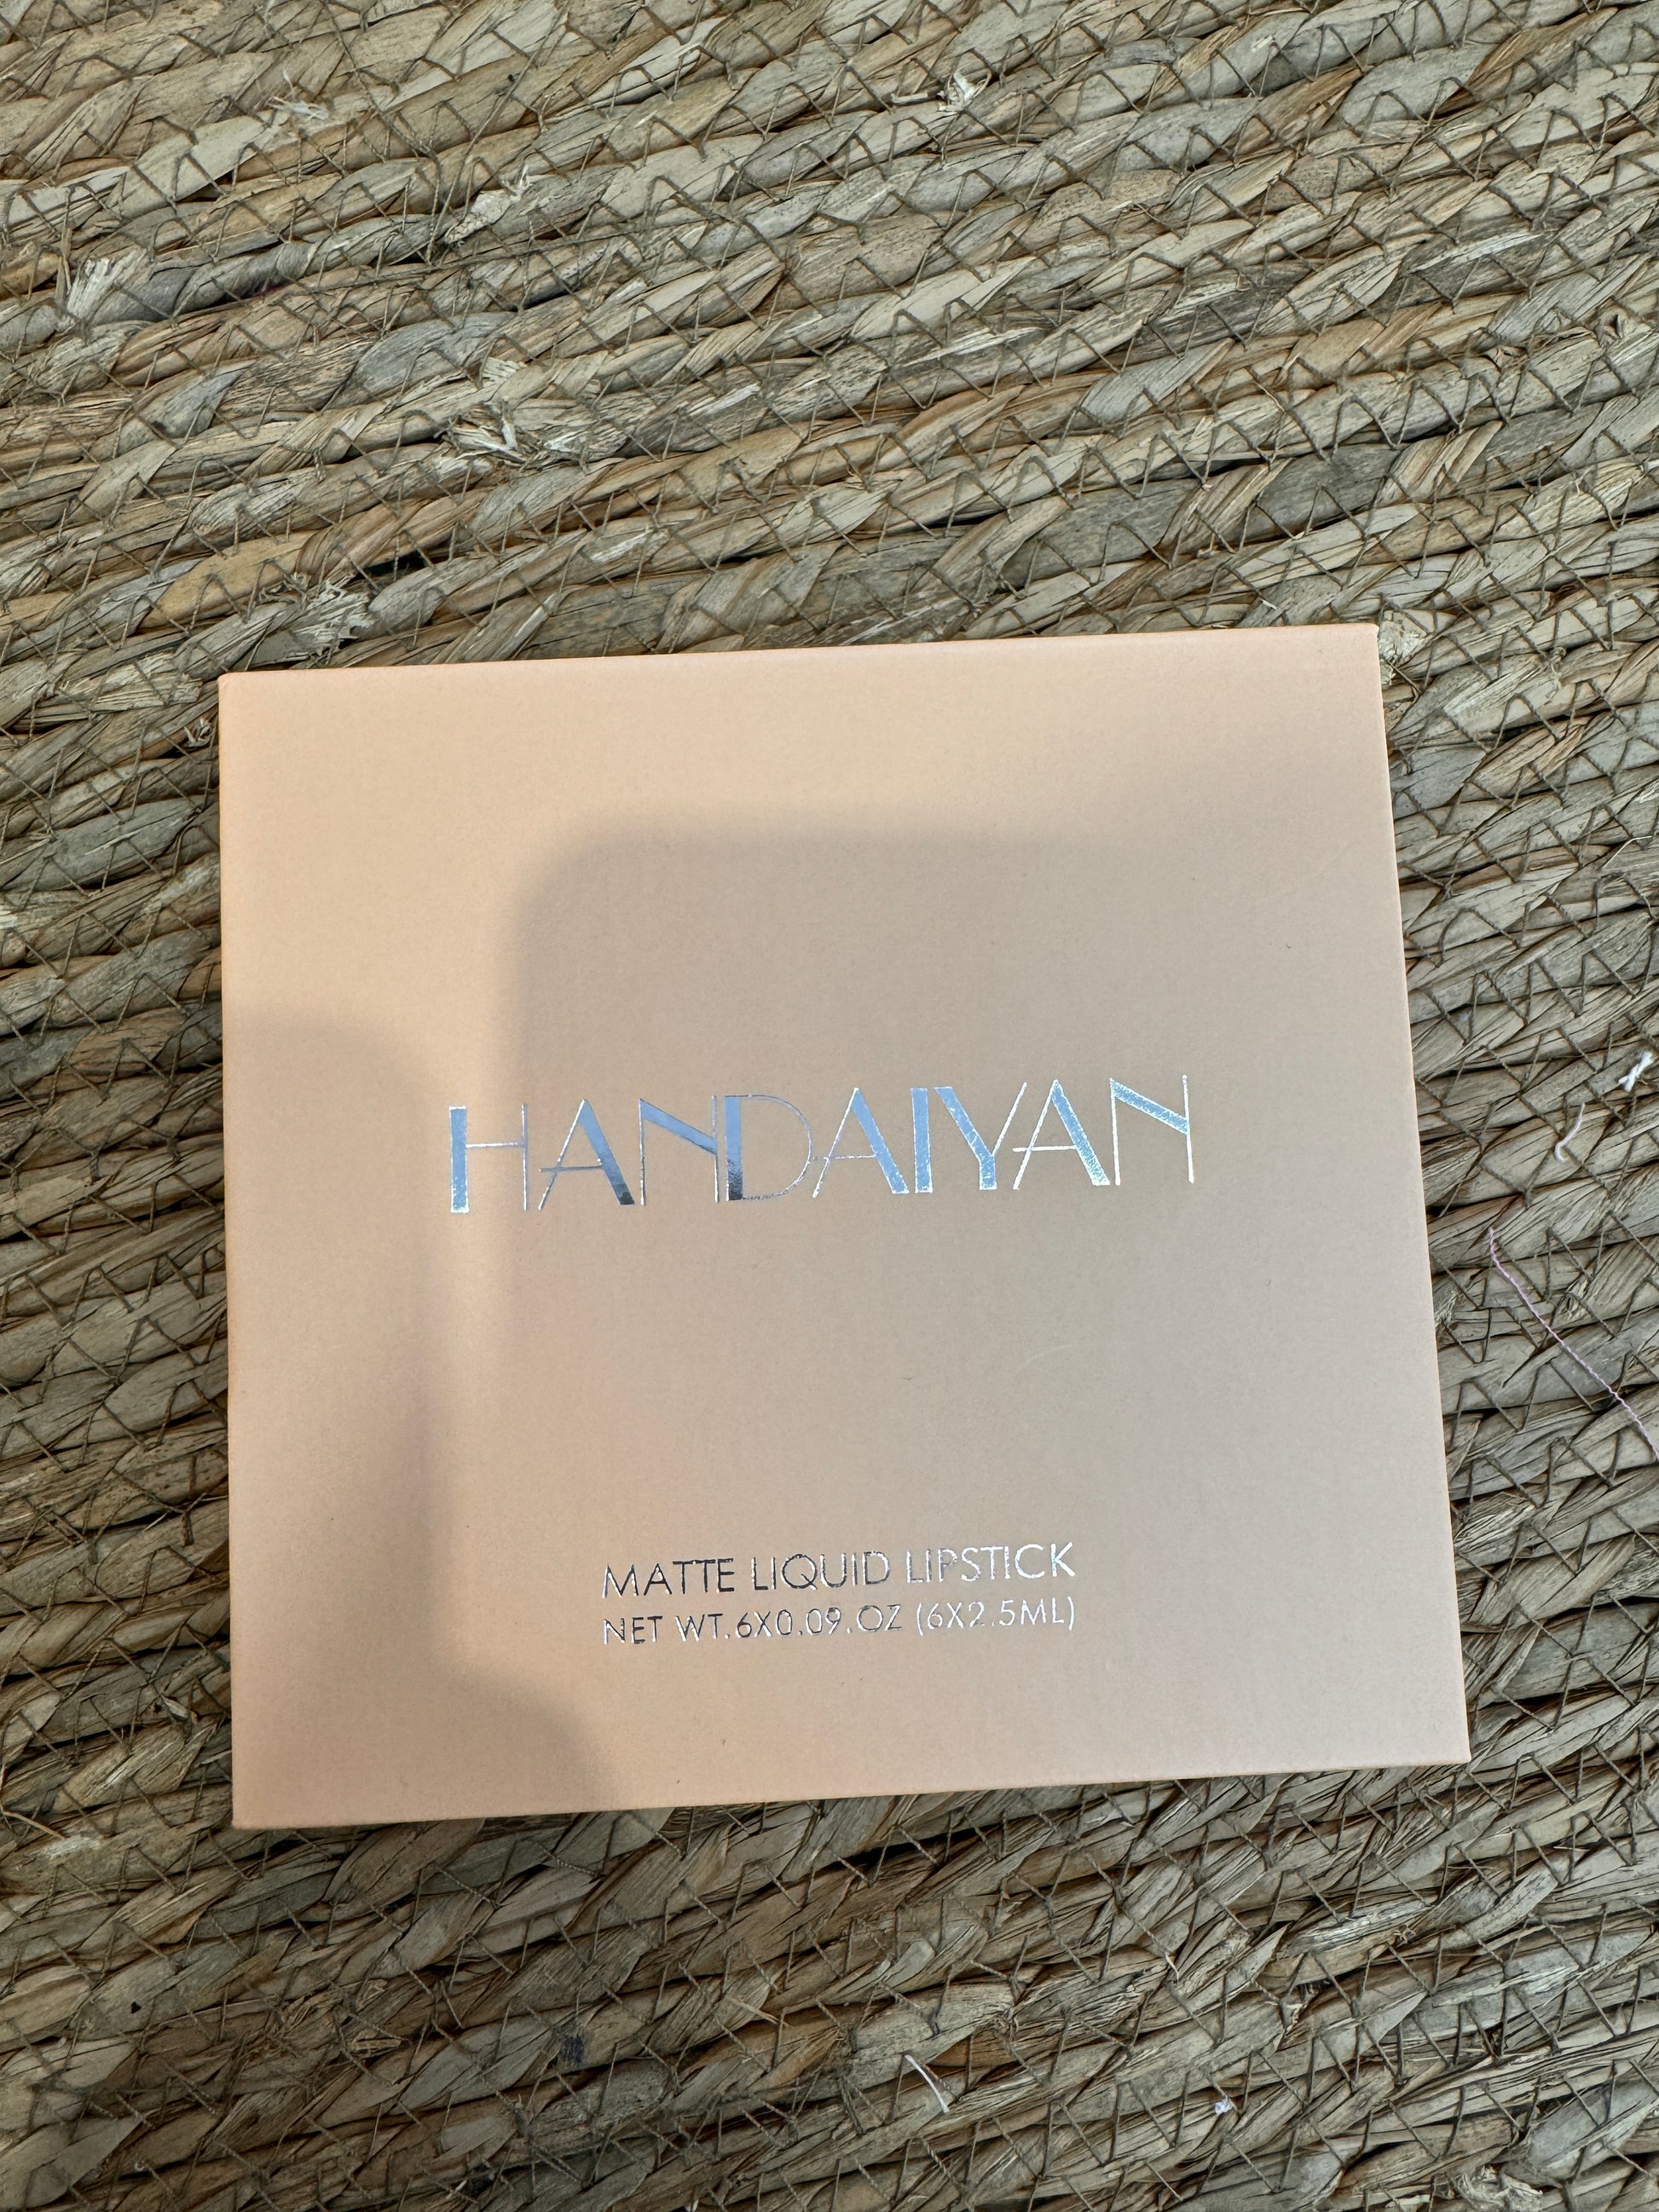 HANDAIYAN
MATTE LIQUID LIPSTICK
NET WT.6X0.09.OZ (6X2.5ML)